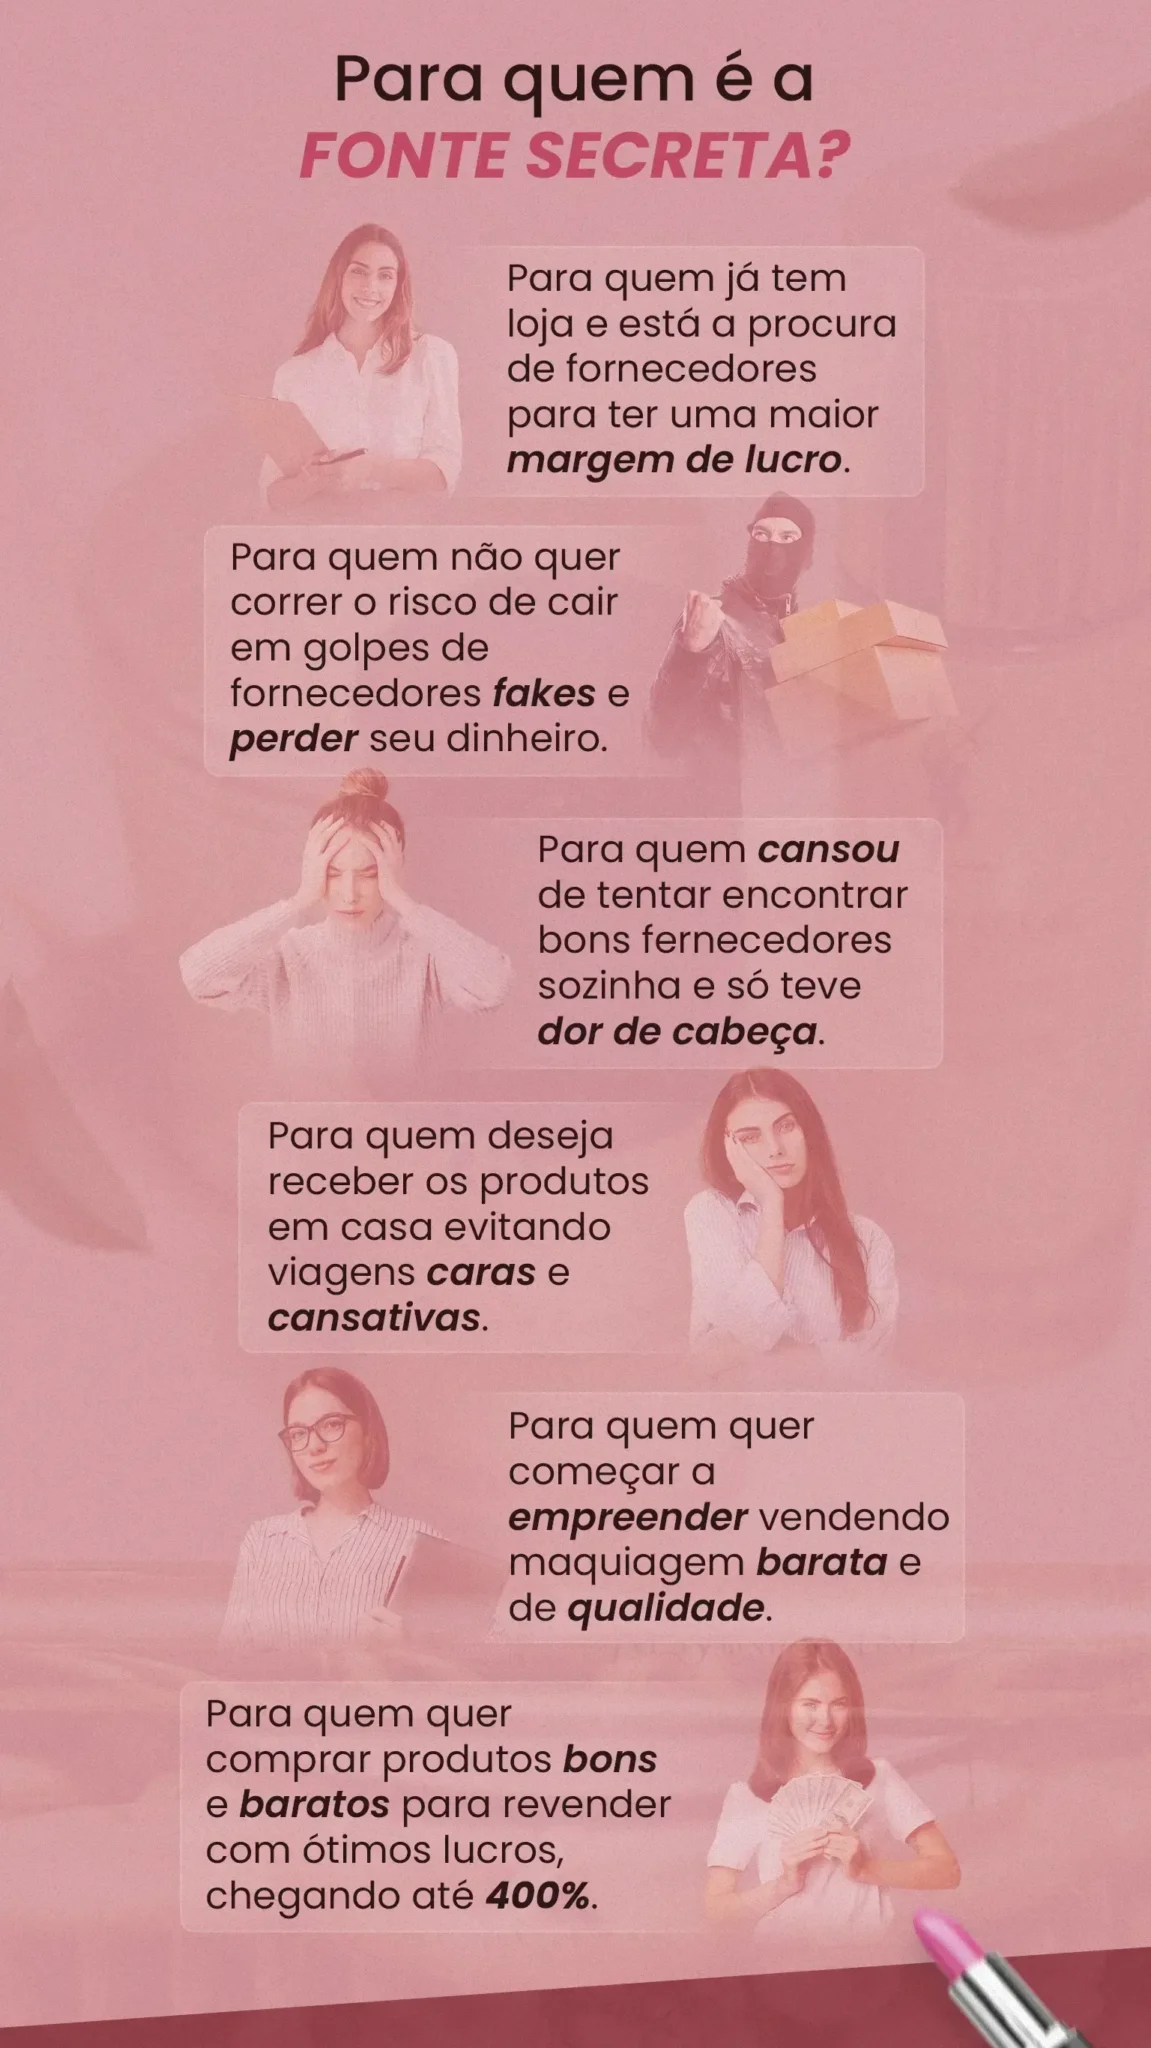 Para quem é a
FONTE SECRETA?
Para quem já tem
loja e está a procura
de fornecedores
para ter uma maior
margem de lucro.
Para quem não quer
correr o risco de cair
em golpes de
fornecedores fakes e
perder seu dinheiro.
Para quem cansou
de tentar encontrar
bons fernecedores
sozinha e só teve
dor de cabeça.
Para quem deseja
receber os produtos
em casa evitando
viagens caras e
cansativas.
Para quem quer
começar a
empreender vendendo
maquiagem barata e
de qualidade.
Para quem quer
comprar produtos bons
e baratos para revender
com ótimos lucros,
chegando até 400%.